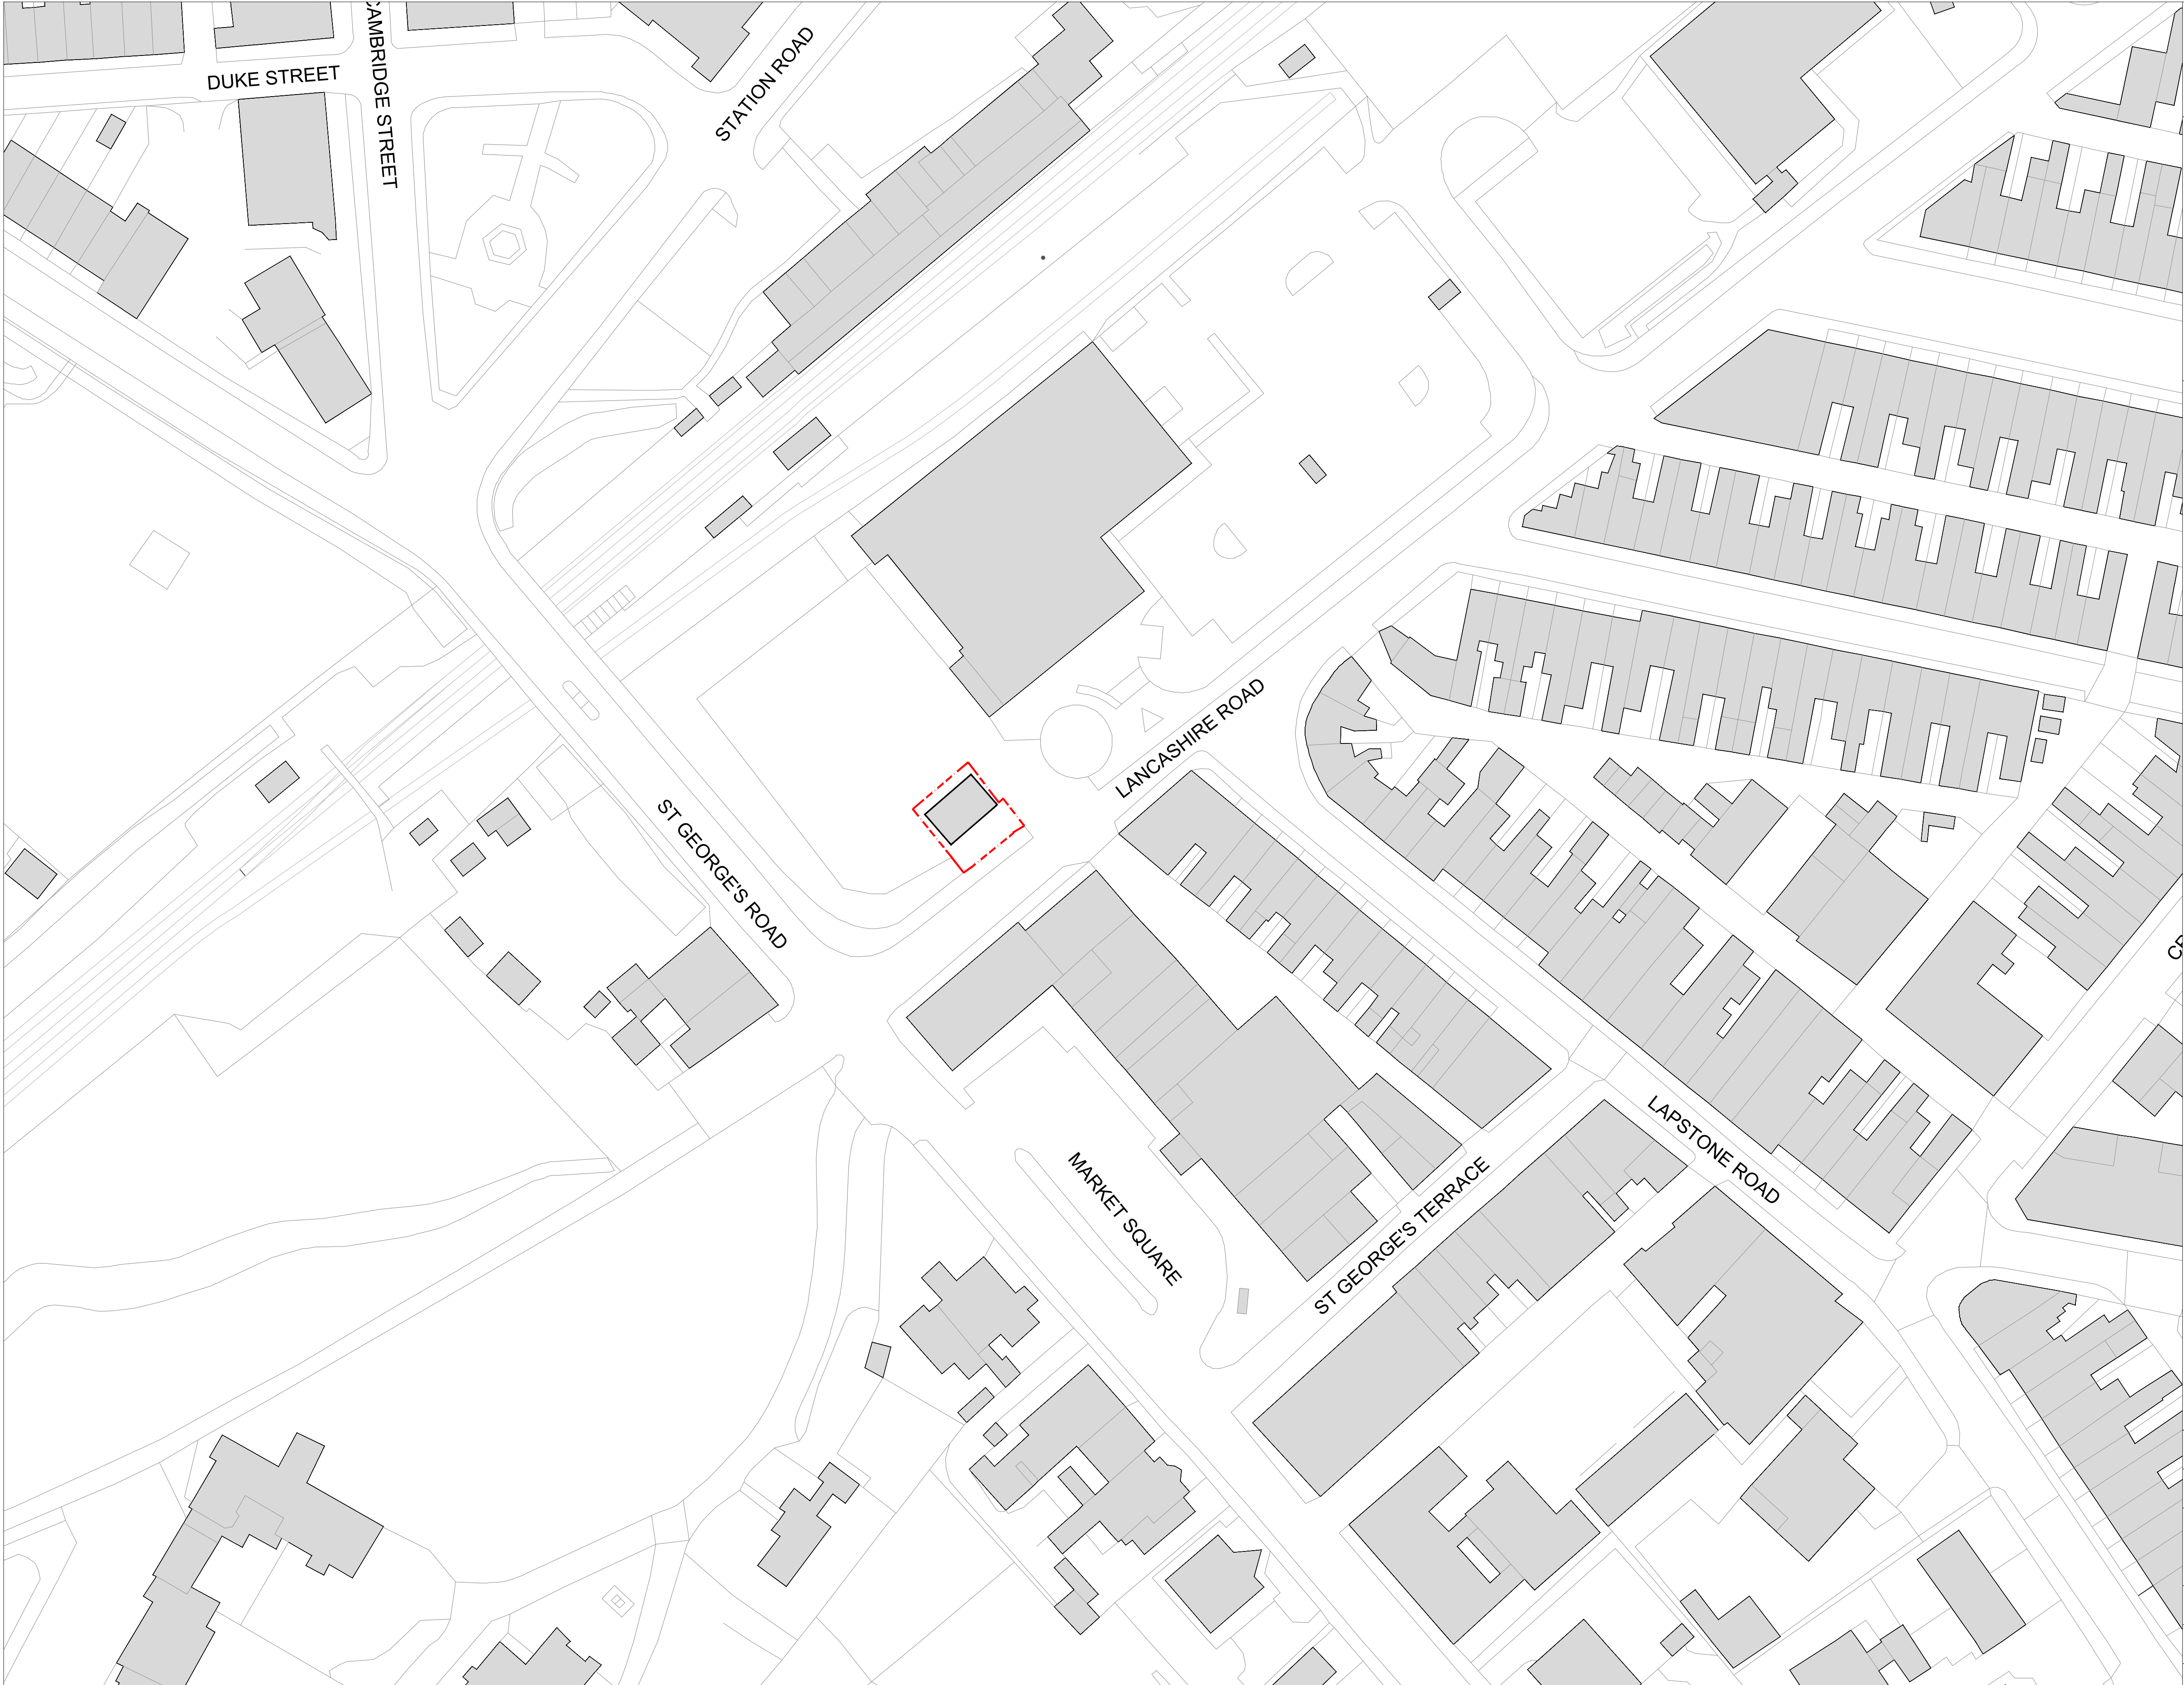 DUKE STREET
CAMBRIDGE STREET
STATION ROAD
LANCASHIRE ROAD
ST GEORGE'S ROAD
MARKET SQUARE
ST GEORGE'S TERRACE
LAPSTONE ROAD